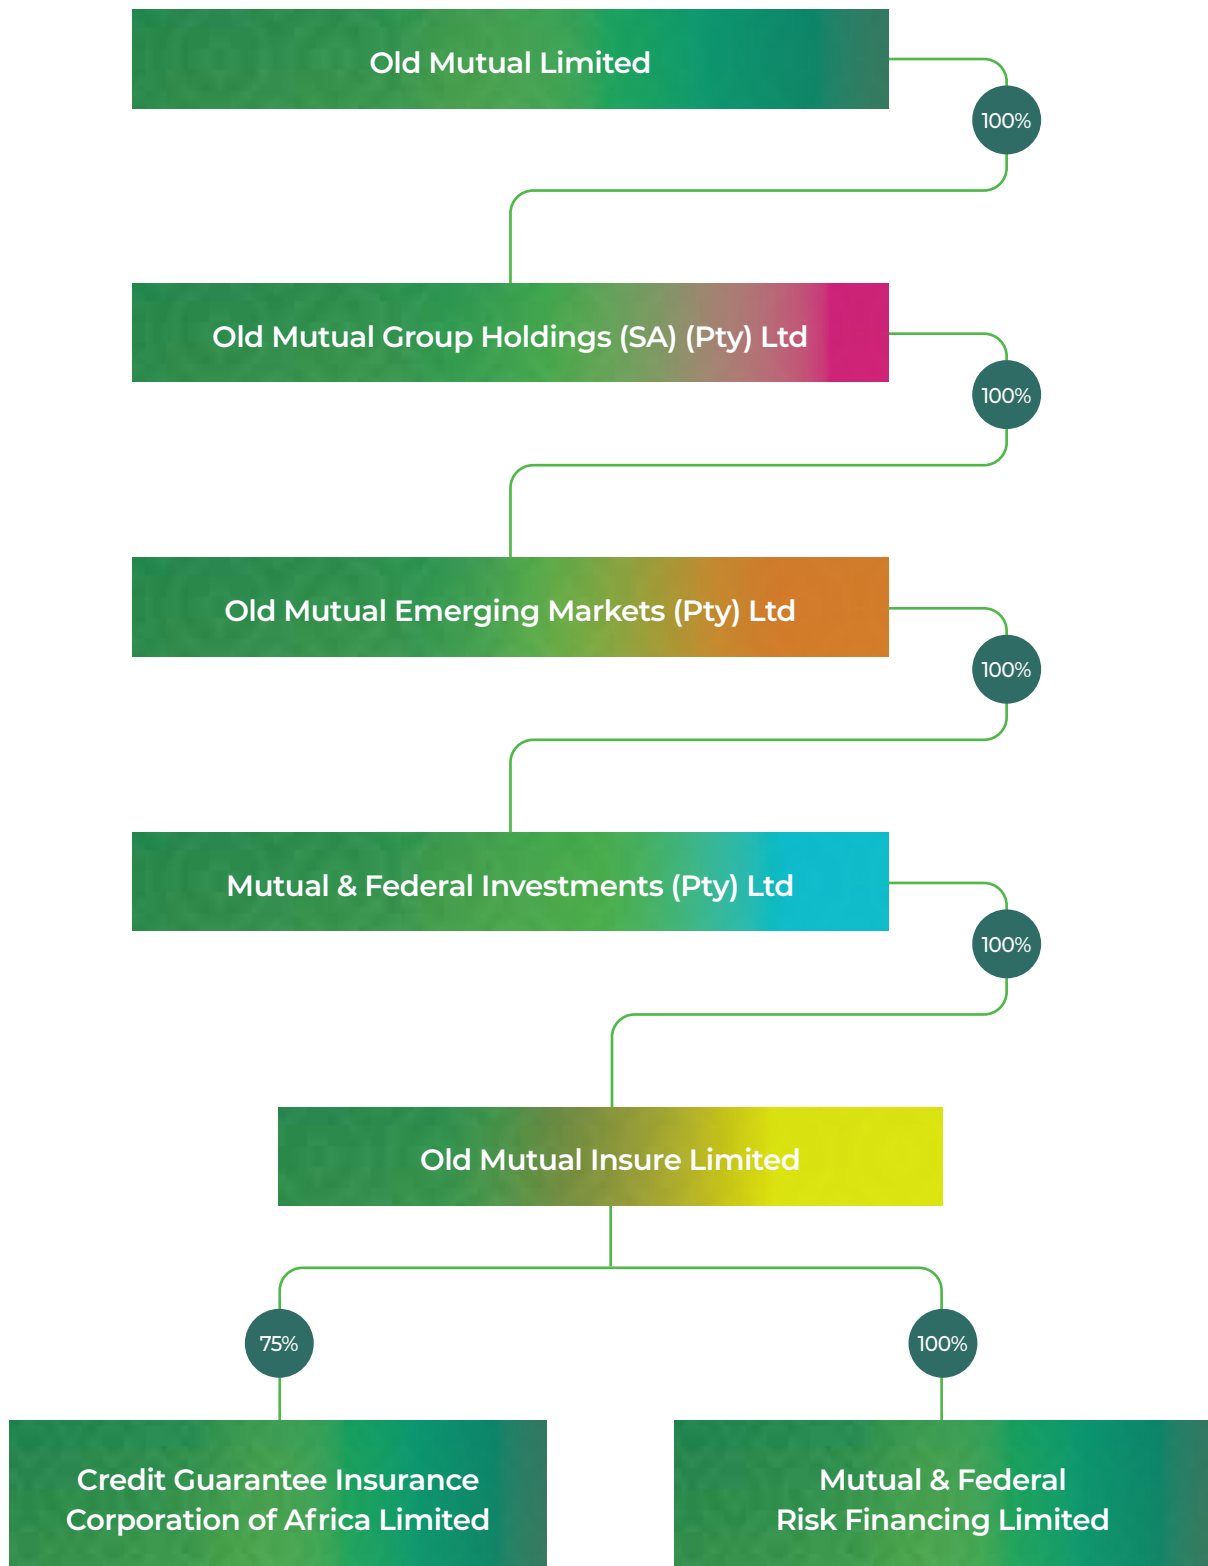 Old Mutual Limited
100%
Old Mutual Group Holdings (SA) (Pty) Ltd
100%
Old Mutual Emerging Markets (Pty) Ltd
100%
Mutual & Federal Investments (Pty) Ltd
100%
Old Mutual Insure Limited
75%
100%
Credit Guarantee Insurance
Corporation of Africa Limited
Mutual & Federal
Risk Financing Limited